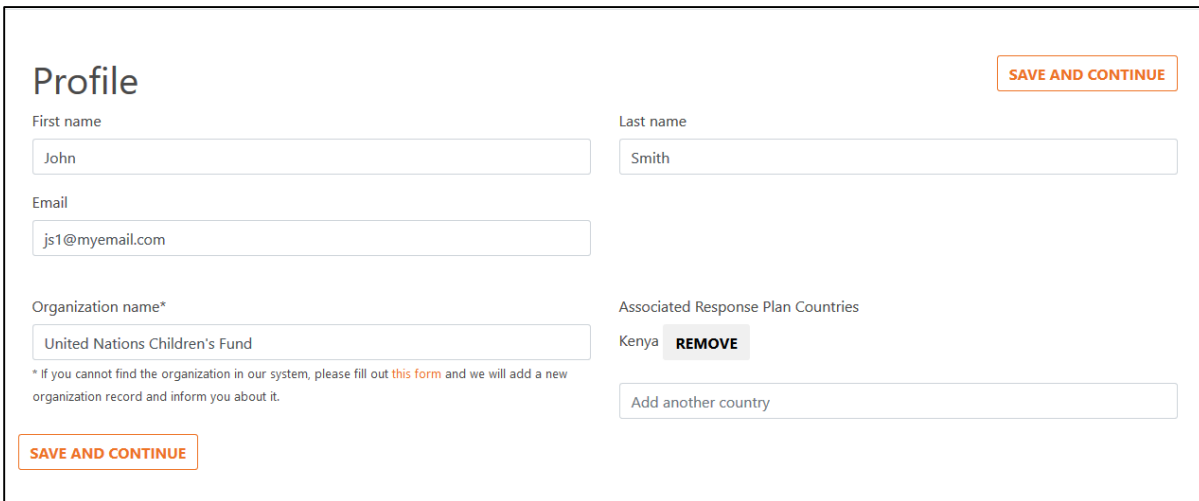 Profile
SAVE AND CONTINUE
First name
Last name
John
Smith
Email
js1@myemail.com
Organization name*
Associated Response Plan Countries
United Nations Children's Fund
Kenya REMOVE
* If you cannot find the organization in our system, please fill out this form and we will add a new
organization record and inform you about it.
Add another country
SAVE AND CONTINUE